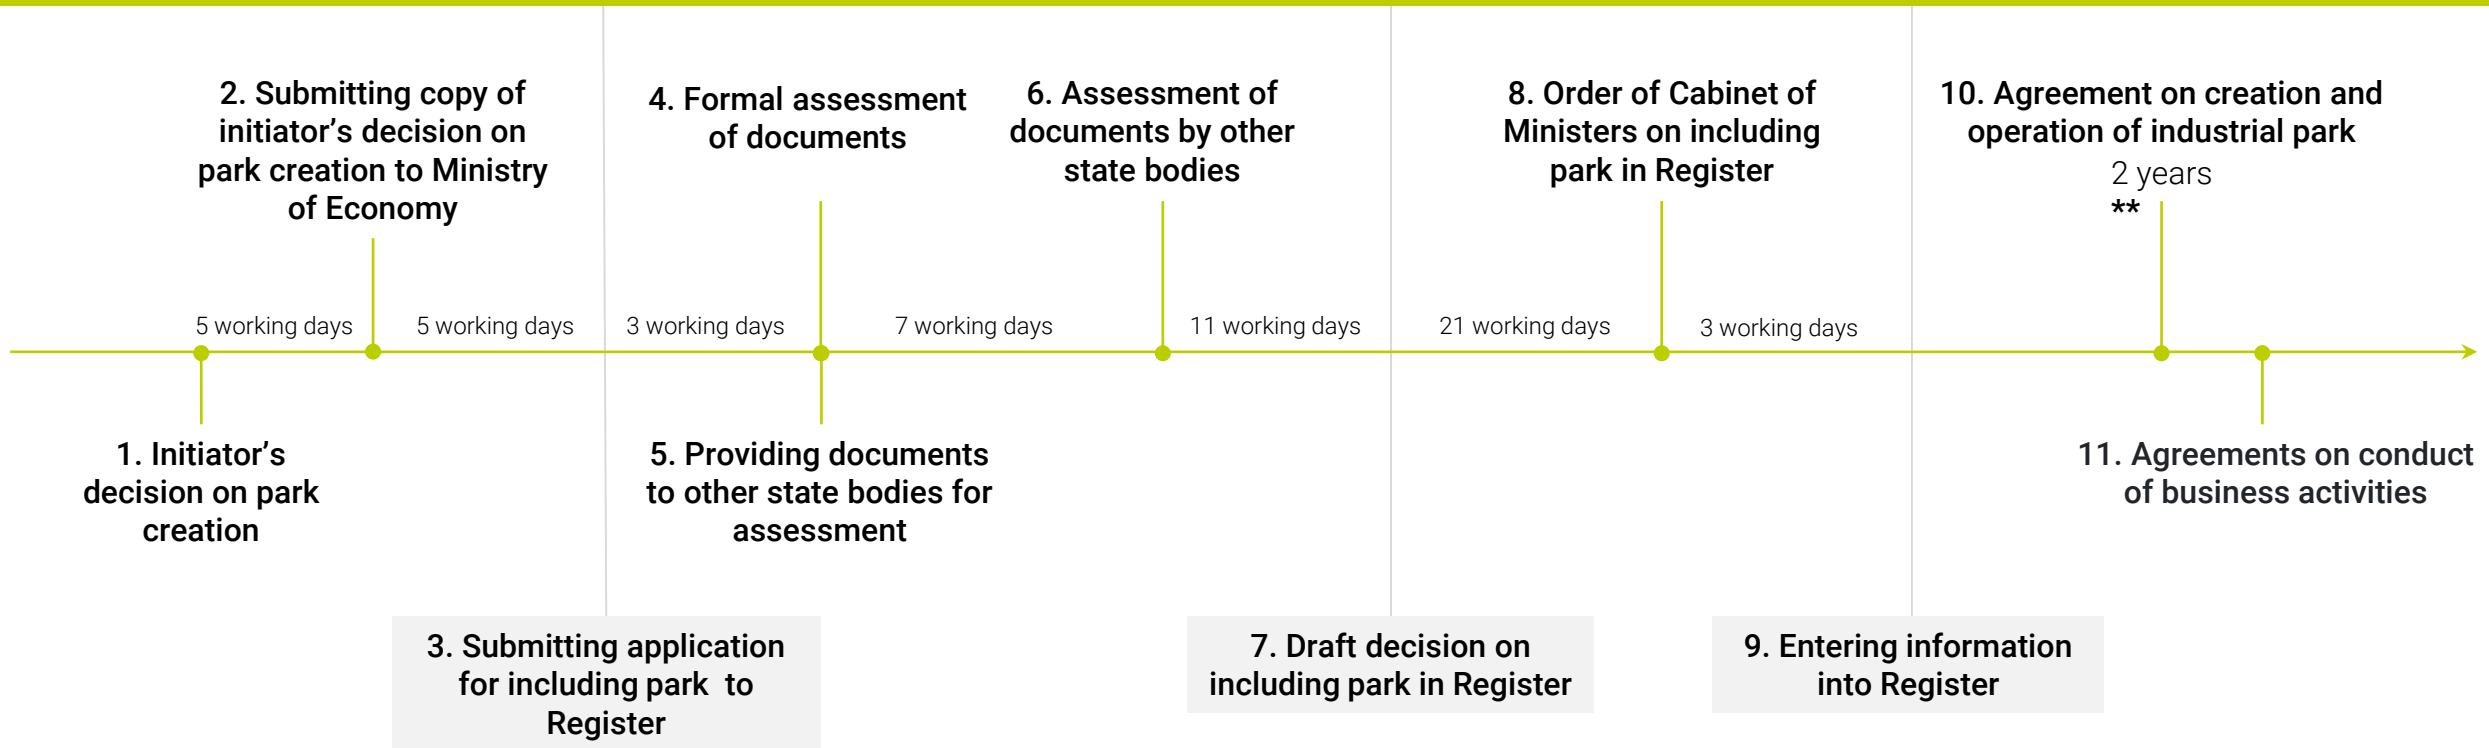 2. Submitting copy of
initiator’s decision on
park creation to Ministry
of Economy
4. Formal assessment
of documents
6. Assessment of
documents by other
state bodies
8. Order of Cabinet of
Ministers on including
park in Register
10. Agreement on creation and
operation of industrial park
2 years
**
5 working days
5 working days
3 working days
7 working days
11 working days
21 working days
3 working days
1. Initiator’s
decision on park
creation
5. Providing documents
to other state bodies for
assessment
11. Agreements on conduct
of business activities
3. Submitting application
for including park to
Register
7. Draft decision on
including park in Register
9. Entering information
into Register